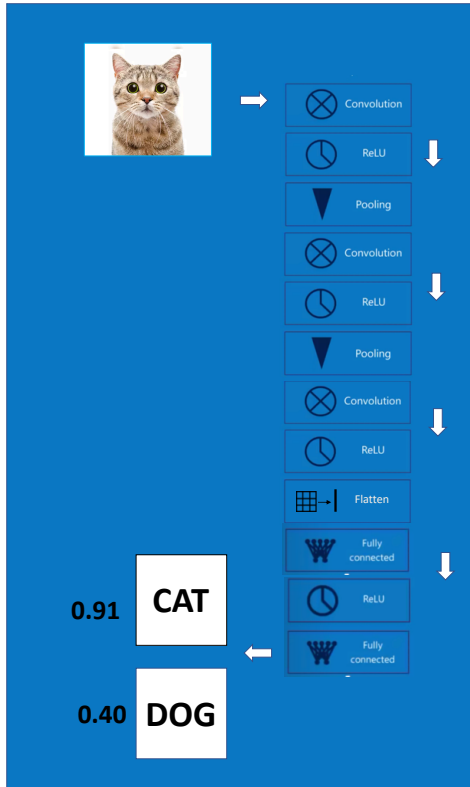 Convolution
ReLU
Pooling
Convolution
ReLU
Pooling
Convolution
ReLU
Flatten
Fully
connected
ReLU
Fully
connected
0.91
CAT
0.40
DOG